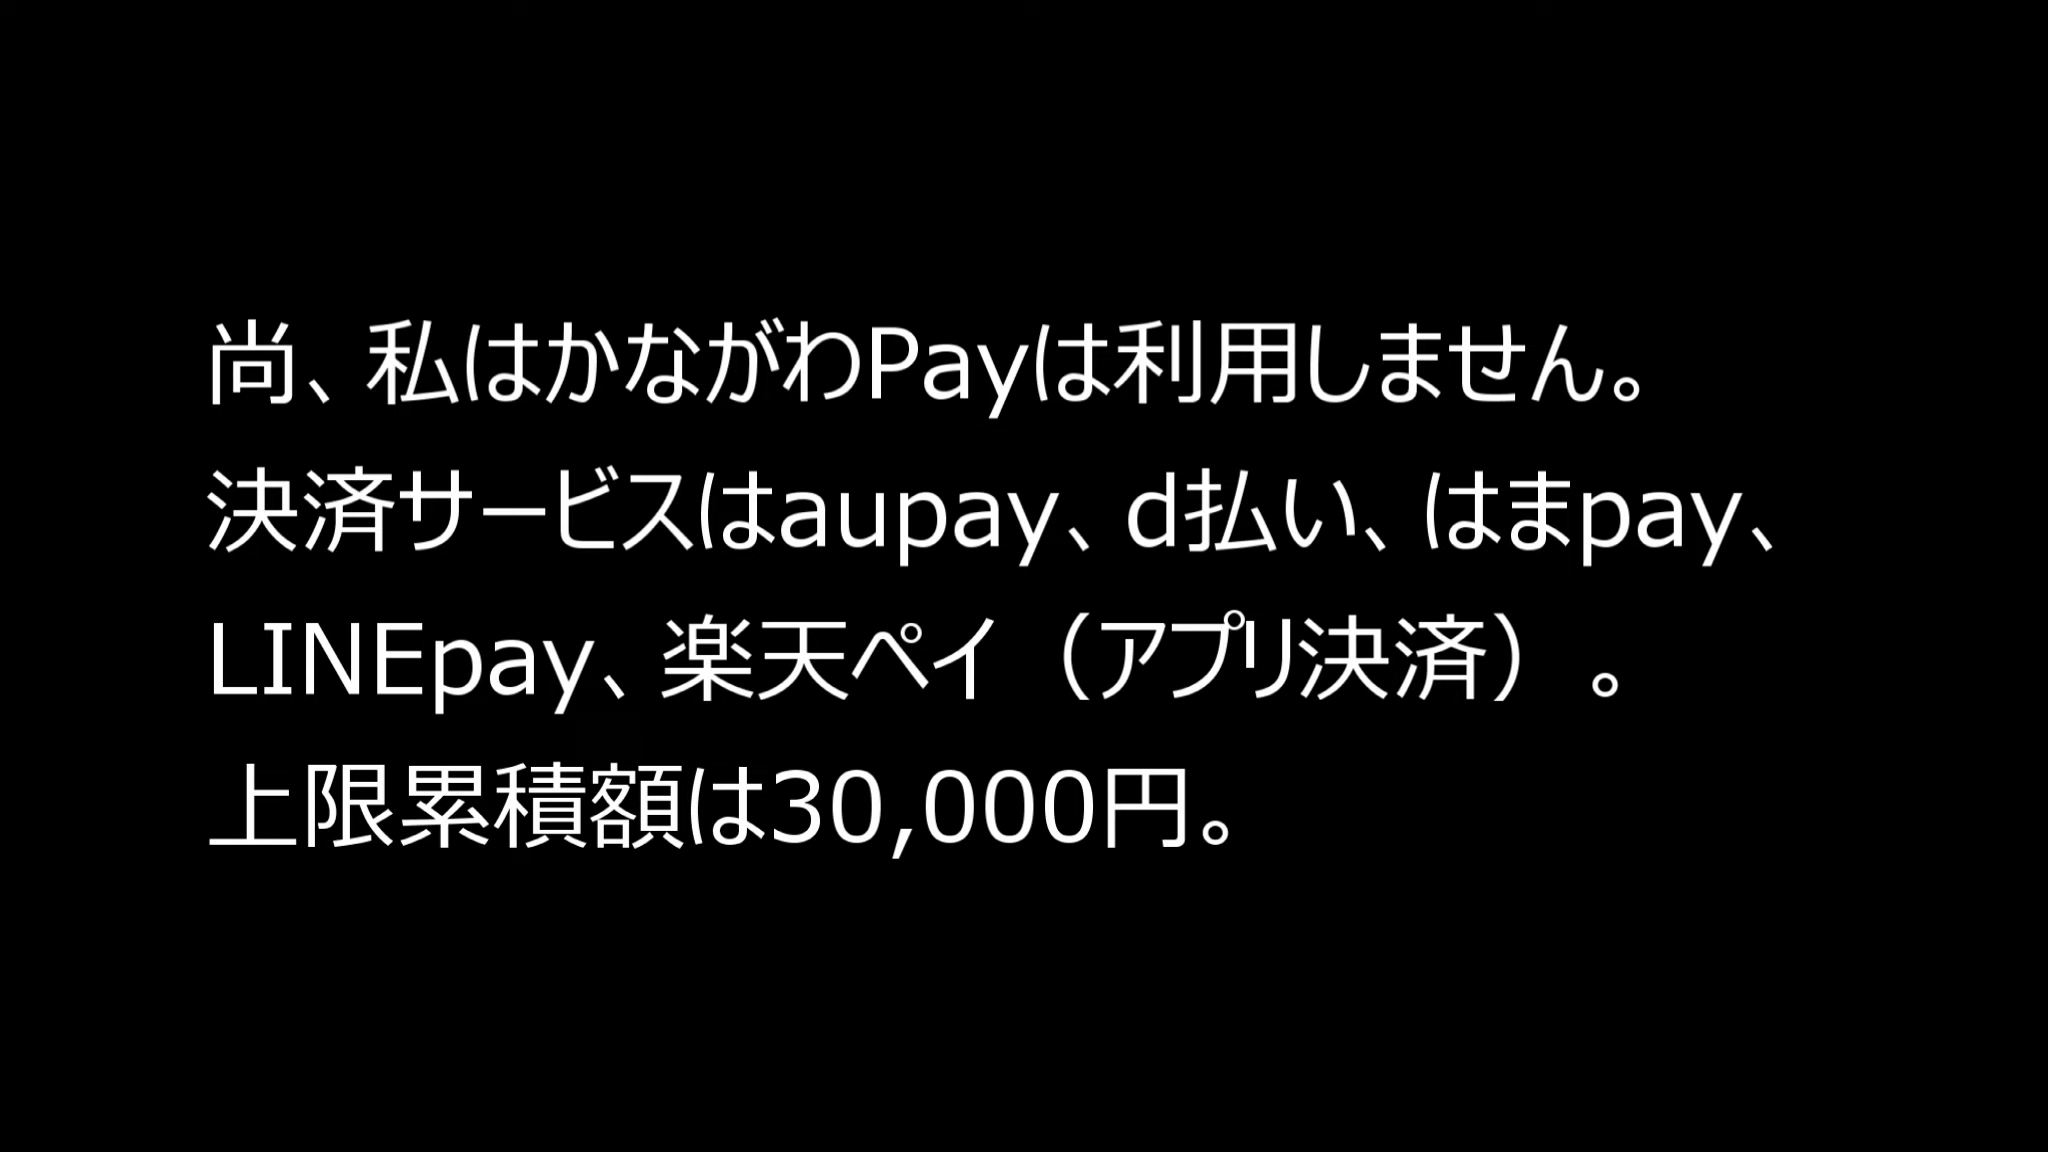 尚、私はかながわPayは利用しません。
決済サービスはaupay、d払い、はまpay、
LINEpay、楽天ペイ（アプリ決済）。
上限累積額は30,000円。